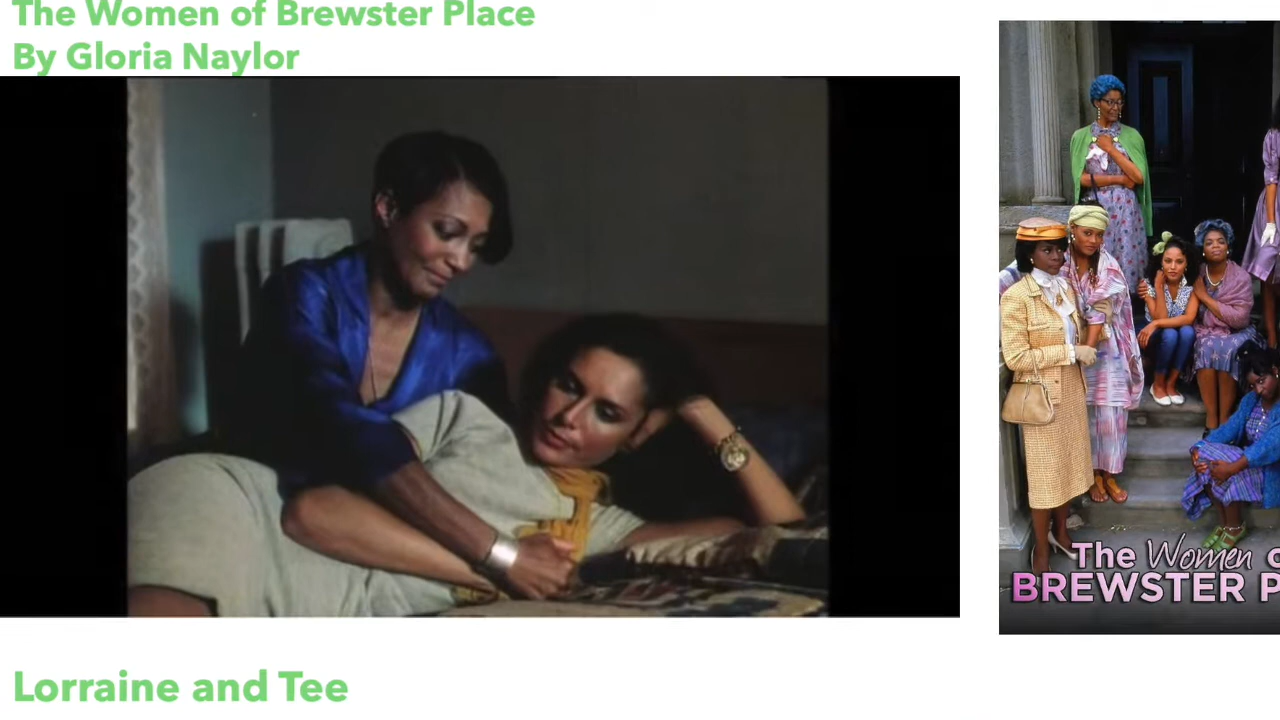 The Women of Brewster Place
By Gloria Naylor
The Women o
BREWSTER P
Lorraine and Tee